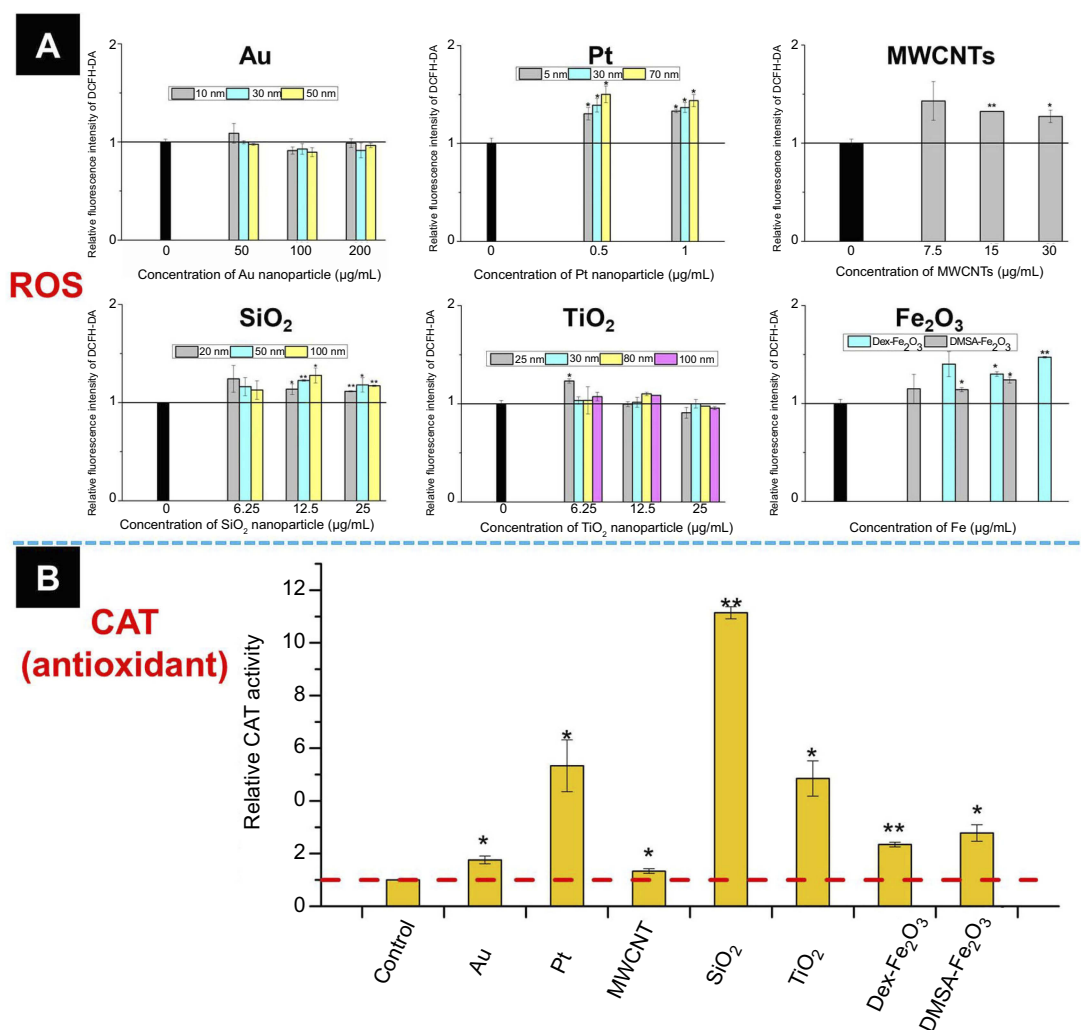 A
ROS
Au
10 nm 30 nm 50 nm
Relative fluorescence intensity of DCFH-DA
2
1
0
0 50 100 200
Concentration of Au nanoparticle (µg/mL)
Pt
5 nm 30 nm 70 nm
Relative fluorescence intensity of DCFH-DA
2
1
0
* * * * * *
0 0.5 1
Concentration of Pt nanoparticle (µg/mL)
MWCNTs
Relative fluorescence intensity of DCFH-DA
2
1
0
** *
0 7.5 15 30
Concentration of MWCNTs (µg/mL)
SiO₂
20 nm 50 nm 100 nm
Relative fluorescence intensity of DCFH-DA
2
1
0
* ** * ** * **
0 6.25 12.5 25
Concentration of SiO₂ nanoparticle (µg/mL)
TiO₂
25 nm 30 nm 80 nm 100 nm
Relative fluorescence intensity of DCFH-DA
2
1
0
*
0 6.25 12.5 25
Concentration of TiO₂ nanoparticle (µg/mL)
Fe₂O₃
Dex-Fe₂O₃ DMSA-Fe₂O₃
Relative fluorescence intensity of DCFH-DA
2
1
0
* * * **
Concentration of Fe (µg/mL)
B
CAT
(antioxidant)
Relative CAT activity
12
10
8
6
0
2
0
* * * ** * ** *
Control
Au
Pt
MWCNT
SiO₂
TiO₂
Dex-Fe₂O₃
DMSA-Fe₂O₃